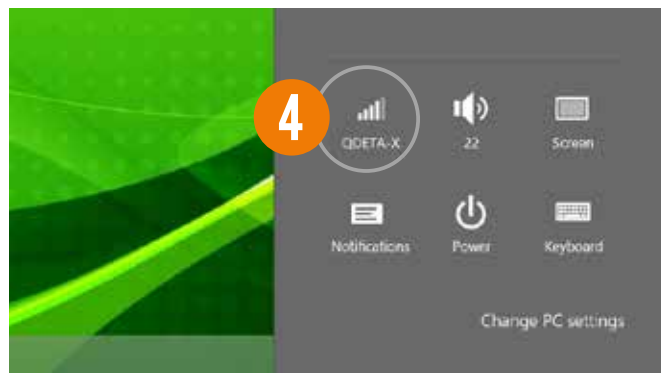 4
QDETA-X 22 Screen
Notifications Power Keyboard
Change PC settings